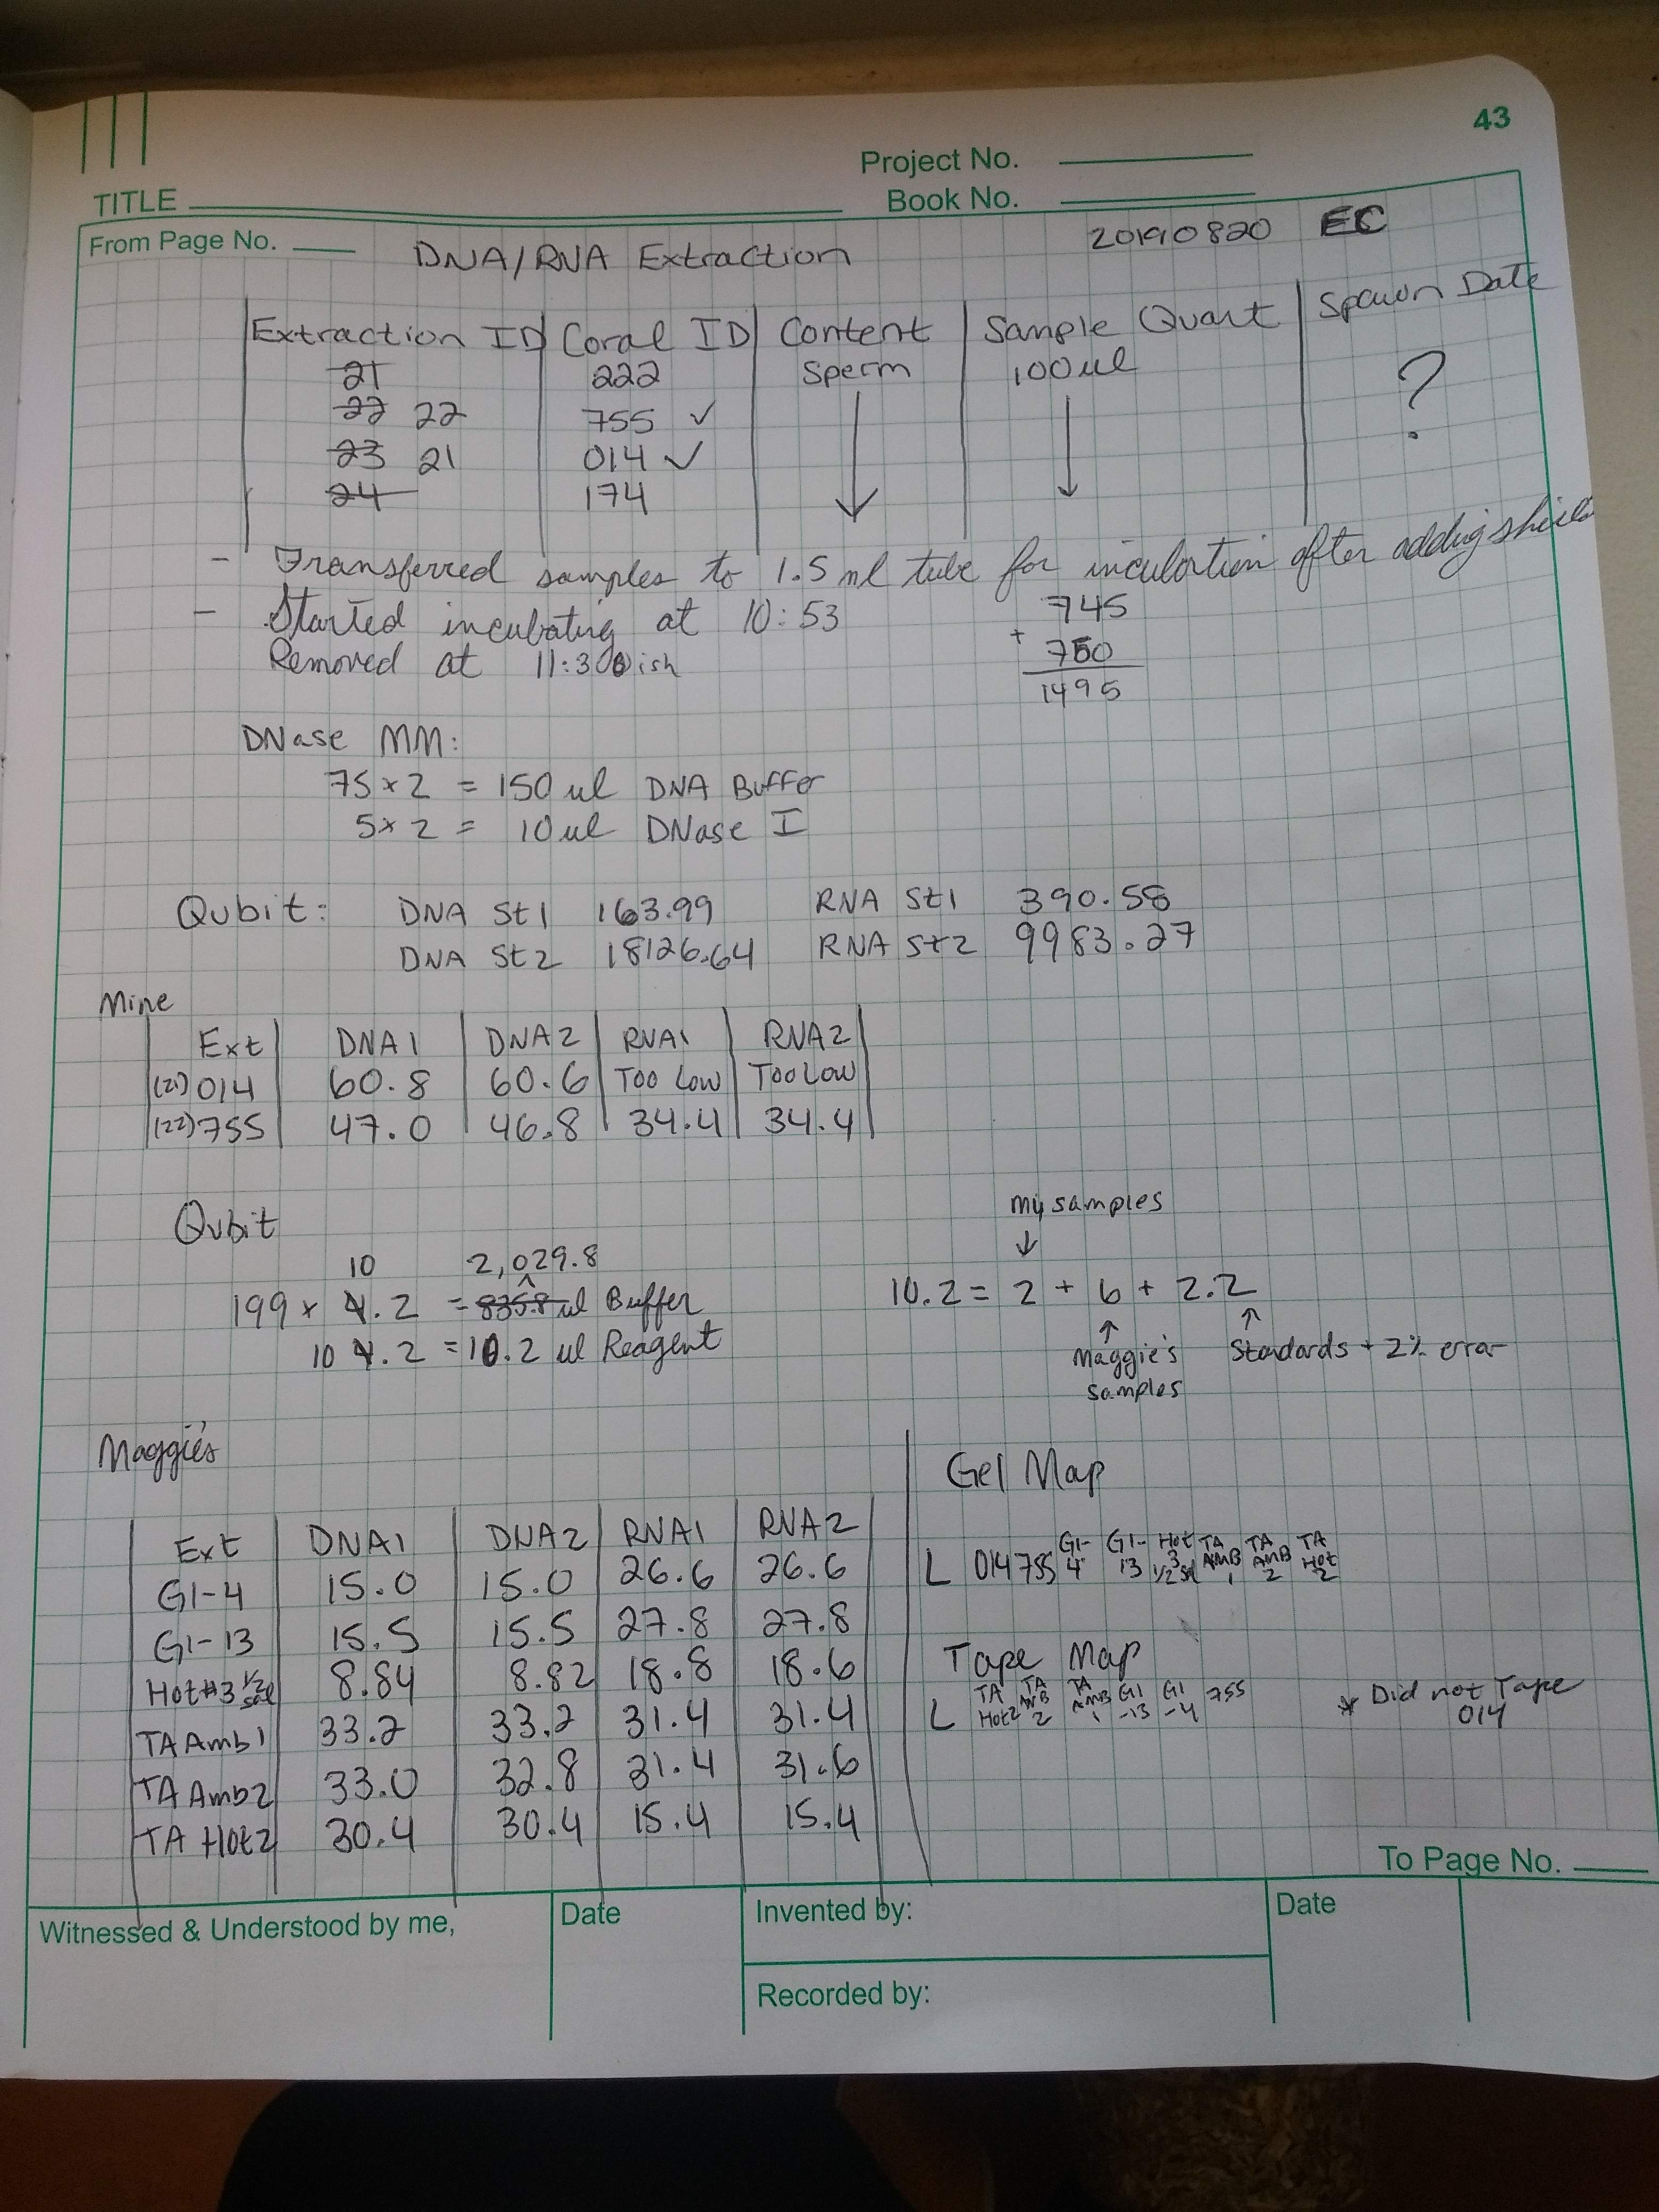 43
Project No.
TITLE
Book No.
From Page No.
DNA/RNA Extraction
20190820 EC
Extraction ID Coral ID Content Sample Quant Spawn Date
21 222 Sperm 100 ul ?
22 22 755 ✓
23 21 014 ✓
24 174
- Transferred samples to 1.5 ml tube for incubation after adding
- Started incubating at 10:53
Removed at 11:30 ish
745
+ 750
1495
DNase MM:
75 x 2 = 150 ul DNA Buffer
5 x 2 = 10 ul DNase I
Qubit: DNA St1 163.99 RNA St1 390.58
DNA St2 18126.64 RNA St2 9983.27
Mine
Ext DNA1 DNA2 RNA1 RNA2
(21) 014 60.8 60.6 Too Low Too Low
(22) 755 47.0 46.8 34.4 34.4
Qubit
10 2,029.8
199 x 4.2 = 835.8 ul Buffer
10 4.2 = 10.2 ul Reagent
my samples
↓
10.2 = 2 + 6 + 2.2
↑ ↑
Maggie's samples
Standards + 2% error
Maggie's
Ext DNA1 DNA2 RNA1 RNA2
G1-4 15.0 15.0 26.6 26.6
G1-13 15.5 15.5 27.8 27.8
Hot#3 1/2 sal 8.84 8.82 18.8 18.6
TA Amb1 33.2 33.2 31.4 31.4
TA Amb2 33.0 32.8 31.4 31.6
TA Hot2 30.4 30.4 15.4 15.4
Gel Map
L 014 755 G1-4 G1-13 Hot 3 1/2 sal TA AMB 1 TA AMB 2 TA Hot 2
Tape Map
L TA Hot2 TA AMB 2 TA AMB 1 G1-13 G1-4 755
* Did not Tape
014
To Page No.
Witnessed & Understood by me,
Date
Invented by:
Date
Recorded by: